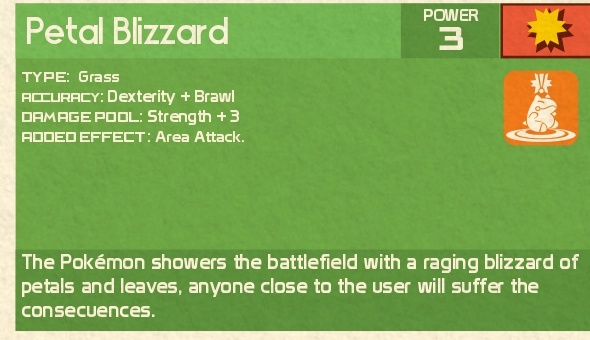 Petal Blizzard
POWER
3
TYPE: Grass
ACCURACY: Dexterity + Brawl
DAMAGE POOL: Strength + 3
ADDED EFFECT: Area Attack.
The Pokémon showers the battlefield with a raging blizzard of
petals and leaves, anyone close to the user will suffer the
consecuences.